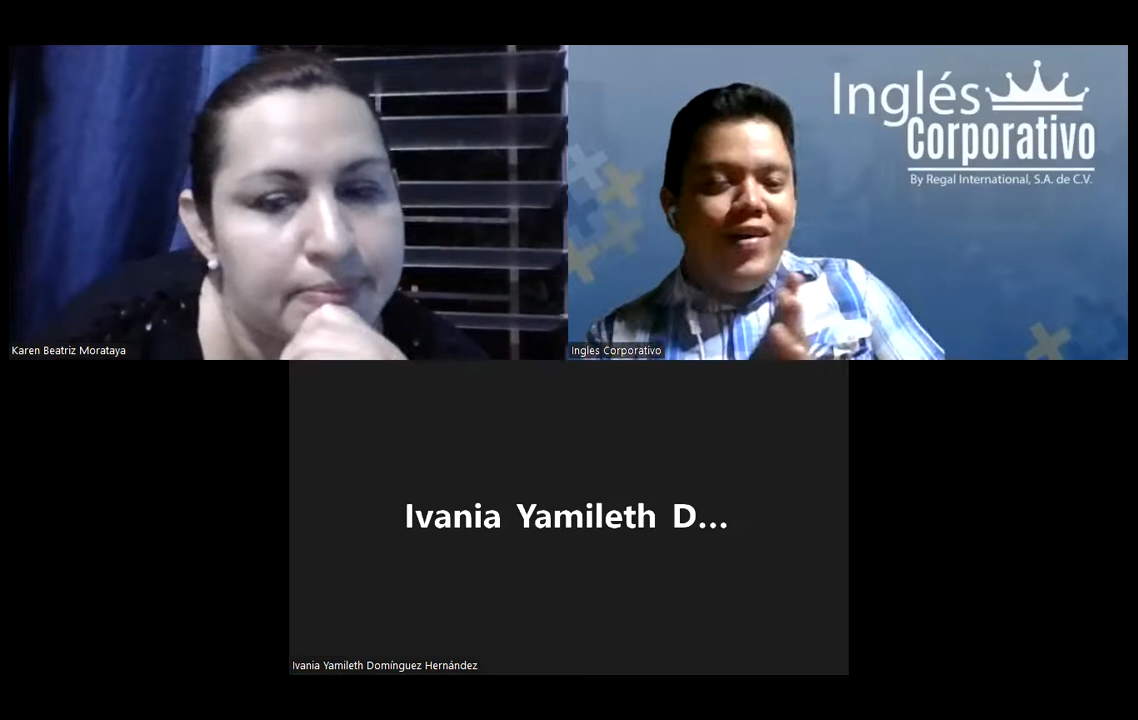 Inglés
Corporativo
By Regal International, S.A. de C.V.
Karen Beatriz Morataya
Ingles Corporativo
Ivania Yamileth D...
Ivania Yamileth Domínguez Hernández